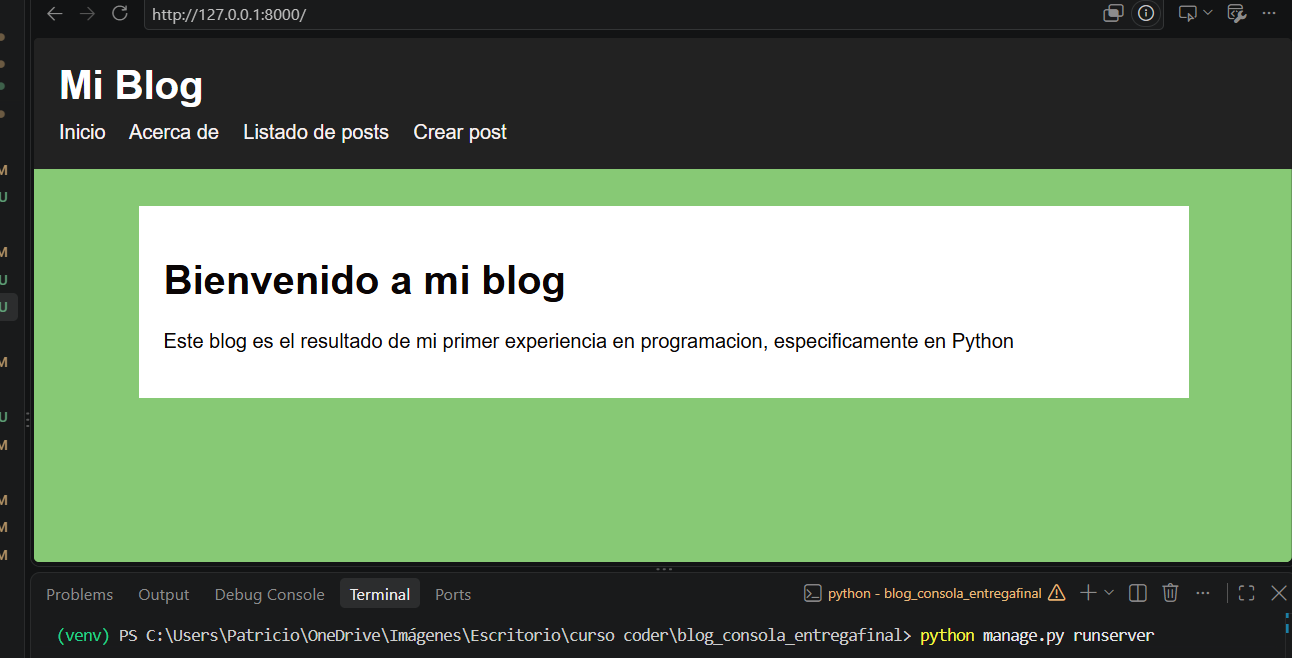 http://127.0.0.1:8000/
Mi Blog
Inicio Acerca de Listado de posts Crear post
Bienvenido a mi blog
Este blog es el resultado de mi primer experiencia en programacion, especificamente en Python
M
U
M
U
U
M
U
M
M
M
M
Problems Output Debug Console Terminal Ports python - blog_consola_entregafinal
(venv) PS C:\Users\Patricio\OneDrive\Imágenes\Escritorio\curso coder\blog_consola_entregafinal> python manage.py runserver